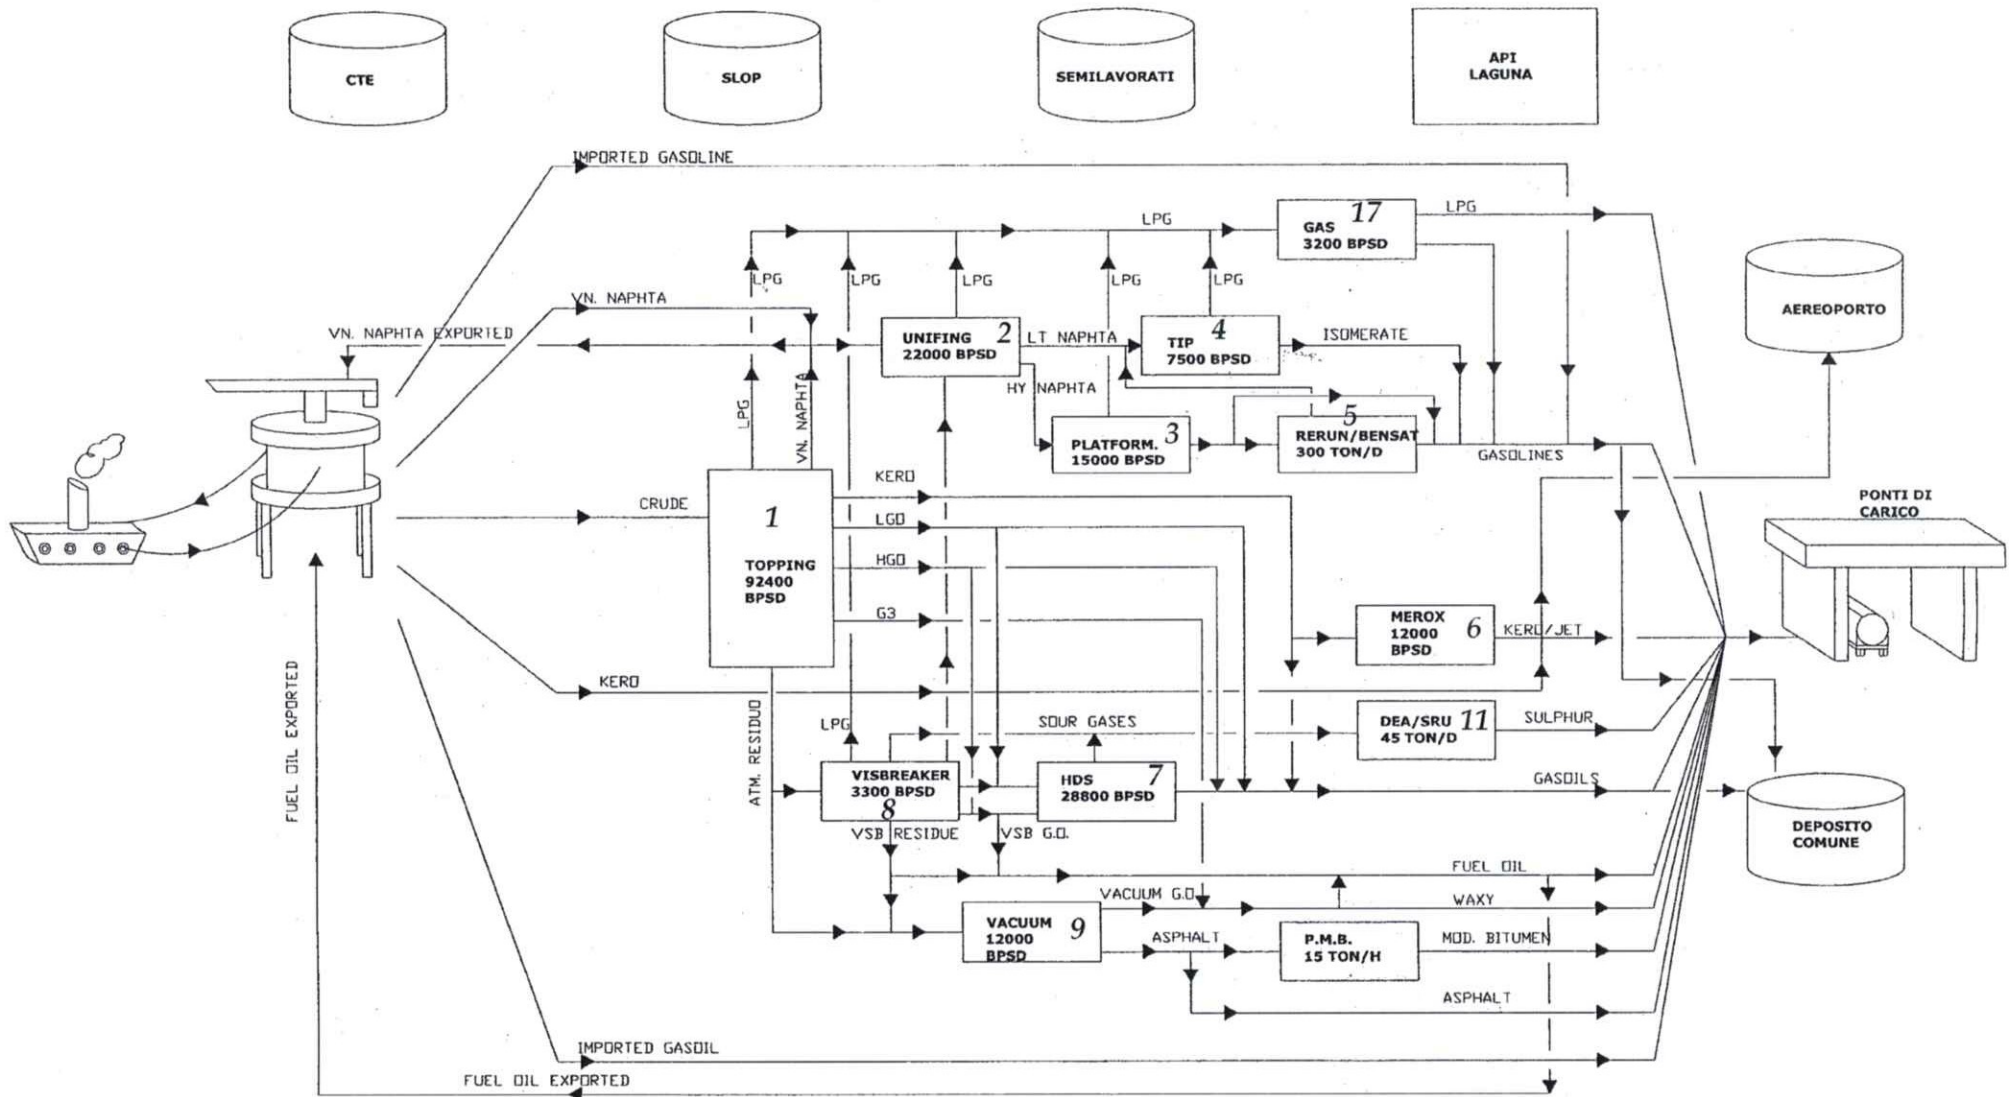 CTE
SLOP
SEMILAVORATI
API
LAGUNA
IMPORTED GASOLINE
LPG
17
GAS
3200 BPSD
LPG
LPG
LPG
LPG
LPG
LPG
AEREOPORTO
VN. NAPHTA
VN. NAPHTA EXPORTED
UNIFING 2
22000 BPSD
LT NAPHTA
4
TIP
7500 BPSD
ISOMERATE
HY NAPHTA
LPG
VN. NAPHTA
PLATFORM. 3
15000 BPSD
5
RERUN/BENSAT
300 TON/D
GASOLINES
KERO
CRUDE
1
TOPPING
92400
BPSD
LGO
HGO
G3
PONTI DI
CARICO
MEROX 6
12000
BPSD
KERO/JET
KERO
FUEL OIL EXPORTED
ATM. RESIDUO
LPG
SOUR GASES
DEA/SRU 11
45 TON/D
SULPHUR
VISBREAKER
3300 BPSD
8
HDS 7
28800 BPSD
GASOILS
VSB RESIDUE
VSB G.O.
DEPOSITO
COMUNE
FUEL OIL
VACUUM G.O.
WAXY
VACUUM 9
12000
BPSD
ASPHALT
P.M.B.
15 TON/H
MOD. BITUMEN
ASPHALT
IMPORTED GASOIL
FUEL OIL EXPORTED